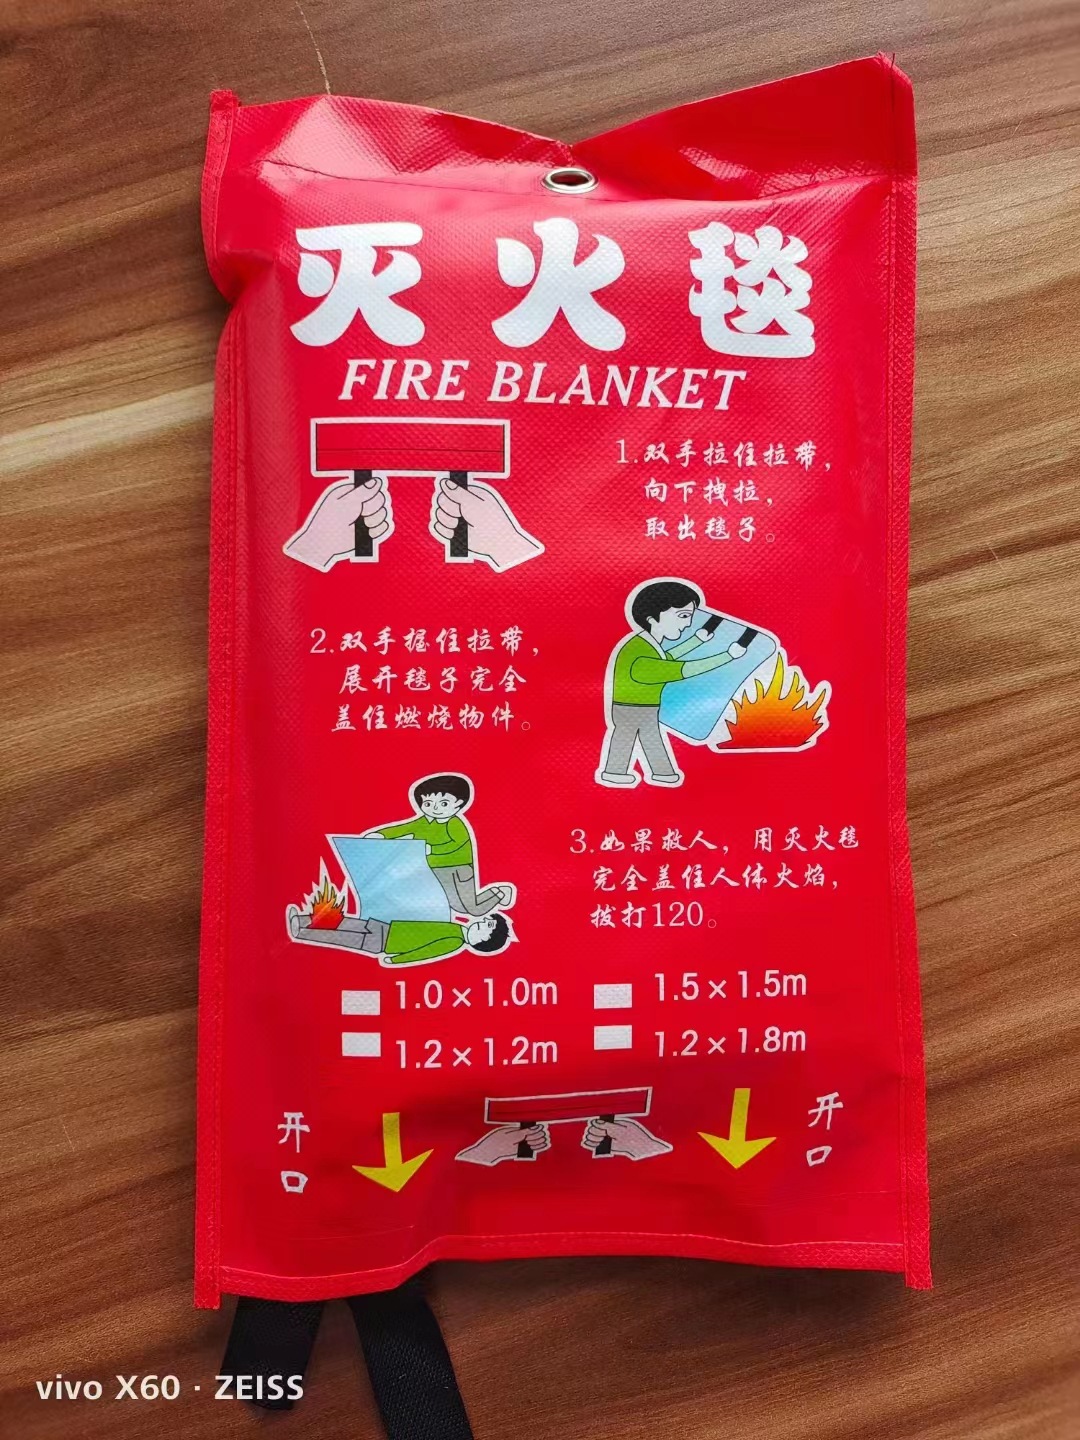 灭火毯
FIRE BLANKET
1.双手拉住拉带，
向下拽拉，
取出毯子。
2.双手握住拉带，
展开毯子完全
盖住燃烧物件。
3.如果救人，用灭火毯
完全盖住人体火焰，
拨打120。
1.0×1.0m
1.5×1.5m
1.2×1.2m
1.2×1.8m
开口
开口
vivo X60 · ZEISS